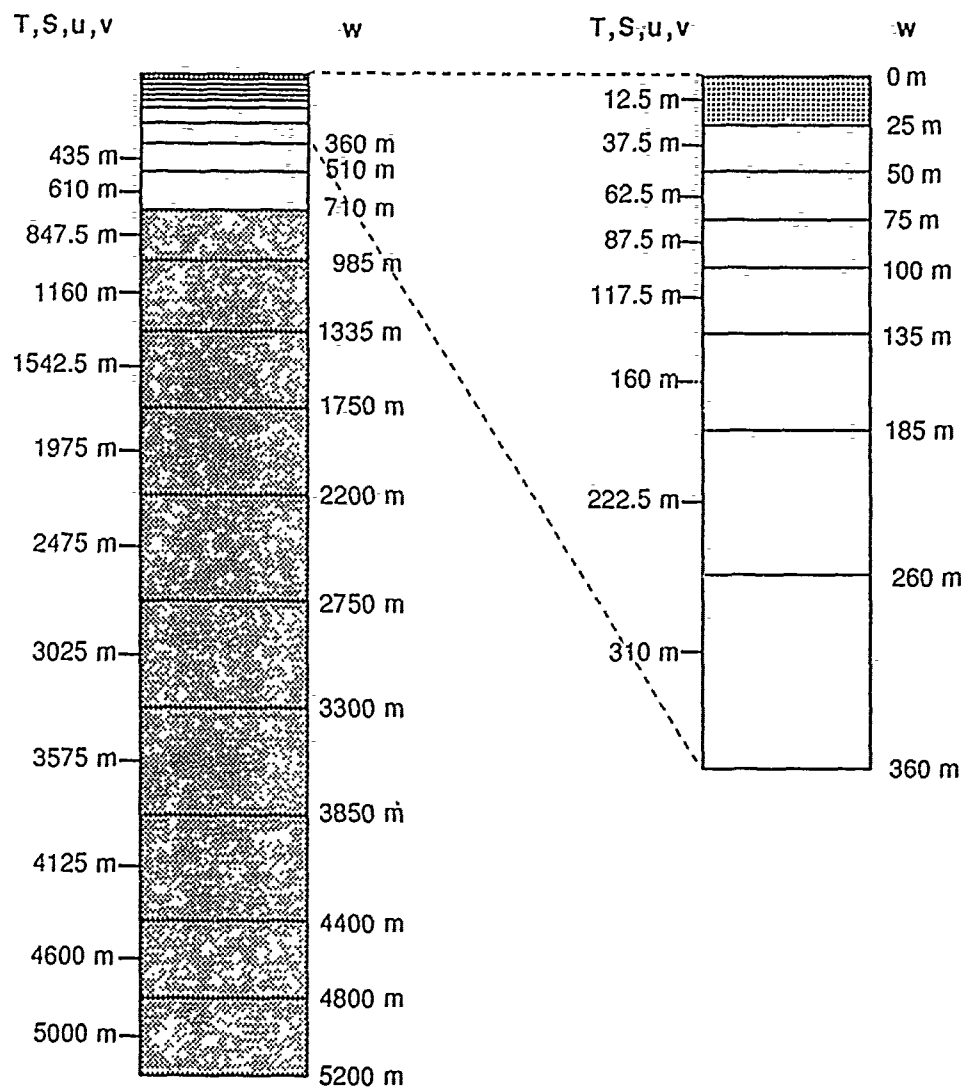 T,S,u,v
w
360 m
435 m
510 m
610 m
710 m
847.5 m
985 m
1160 m
1335 m
1542.5 m
1750 m
1975 m
2200 m
2475 m
2750 m
3025 m
3300 m
3575 m
3850 m
4125 m
4400 m
4600 m
4800 m
5000 m
5200 m
T,S,u,v
w
0 m
12.5 m
25 m
37.5 m
50 m
62.5 m
75 m
87.5 m
100 m
117.5 m
135 m
160 m
185 m
222.5 m
260 m
310 m
360 m